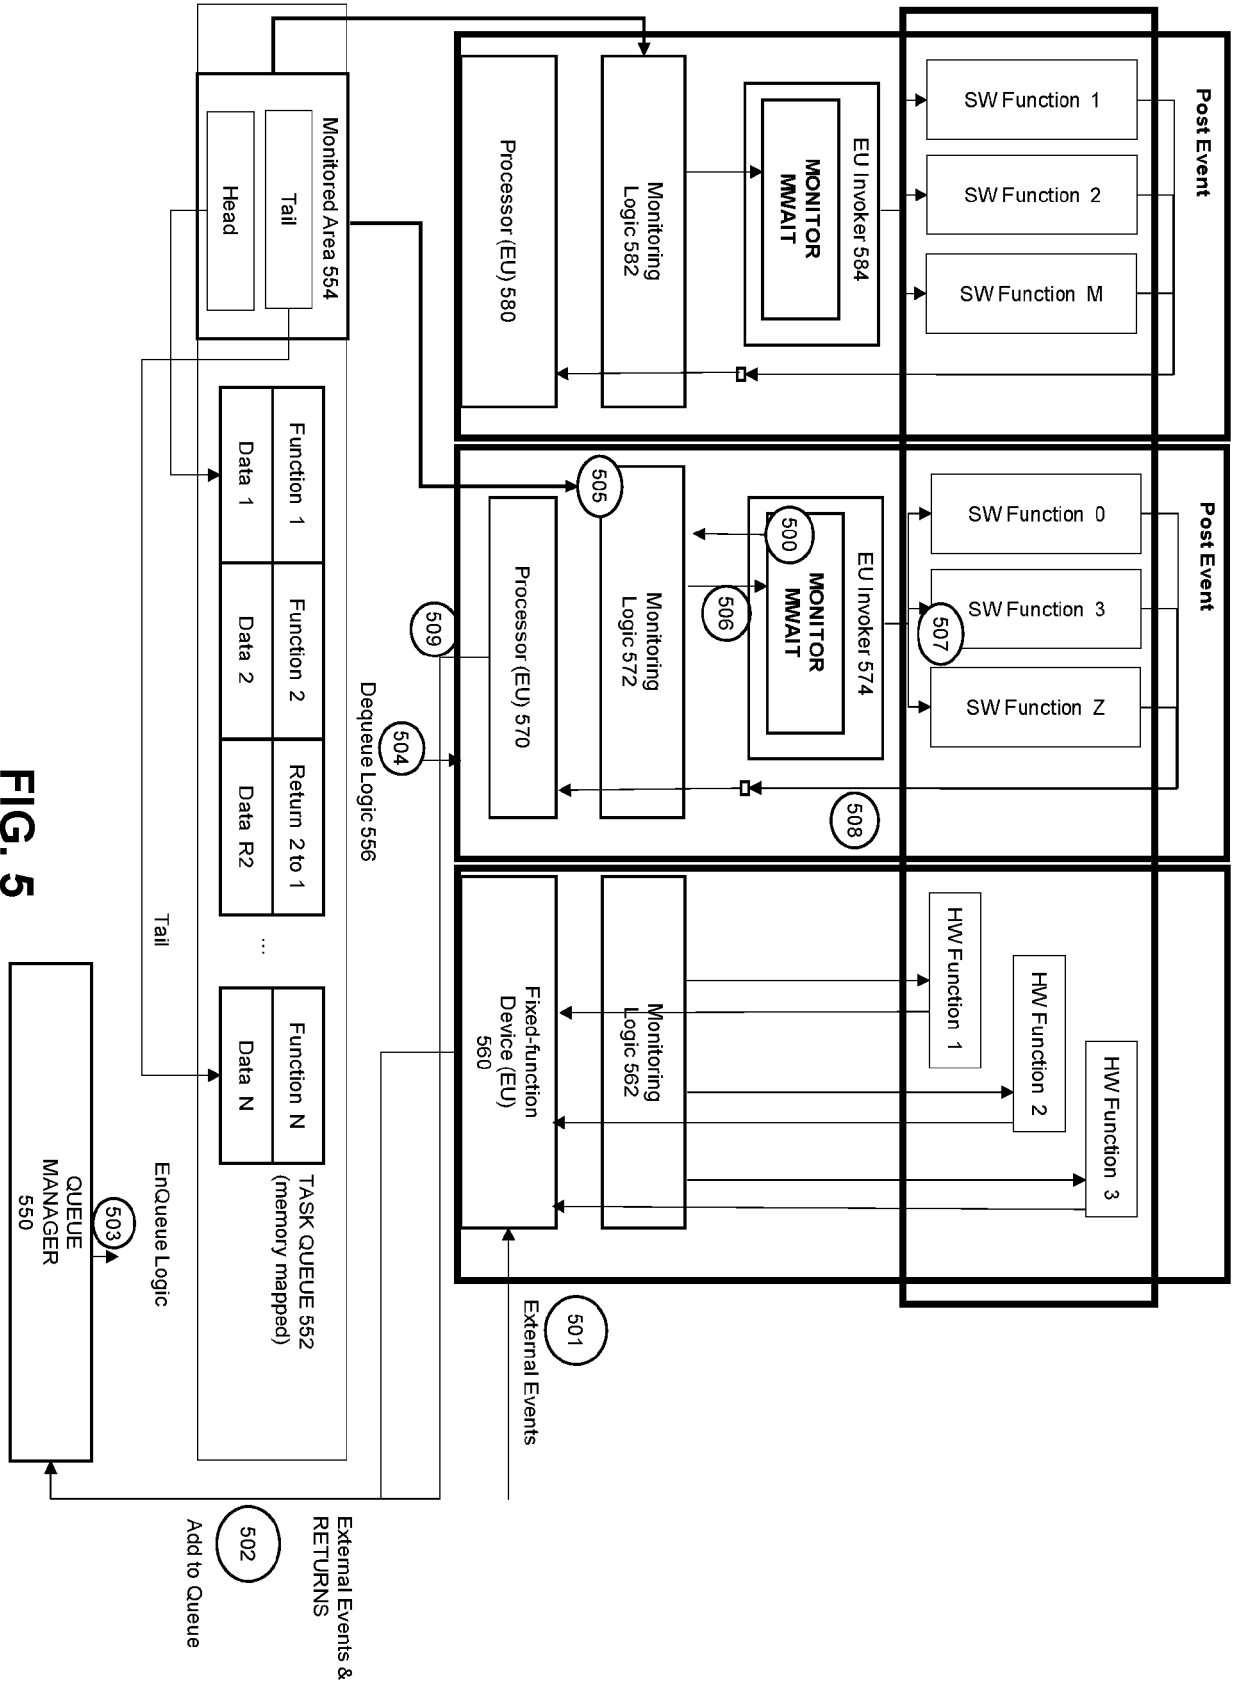 Post Event
SW Function 1
SW Function 2
SW Function M
EU Invoker 584
MONITOR
MWAIT
Monitoring
Logic 582
Processor (EU) 580
Post Event
SW Function 0
SW Function 3
SW Function Z
507
EU Invoker 574
MONITOR
MWAIT
500
506
508
505
Monitoring
Logic 572
Processor (EU) 570
509
504
HW Function 1
HW Function 2
HW Function 3
Monitoring
Logic 562
Fixed-function
Device (EU)
560
501
External Events
Dequeue Logic 556
Monitored Area 554
Tail
Head
Function 1
Data 1
Function 2
Data 2
Return 2 to 1
Data R2
...
Function N
Data N
TASK QUEUE 552
(memory mapped)
Tail
EnQueue Logic
503
QUEUE
MANAGER
550
External Events &
RETURNS
502
Add to Queue
FIG. 5